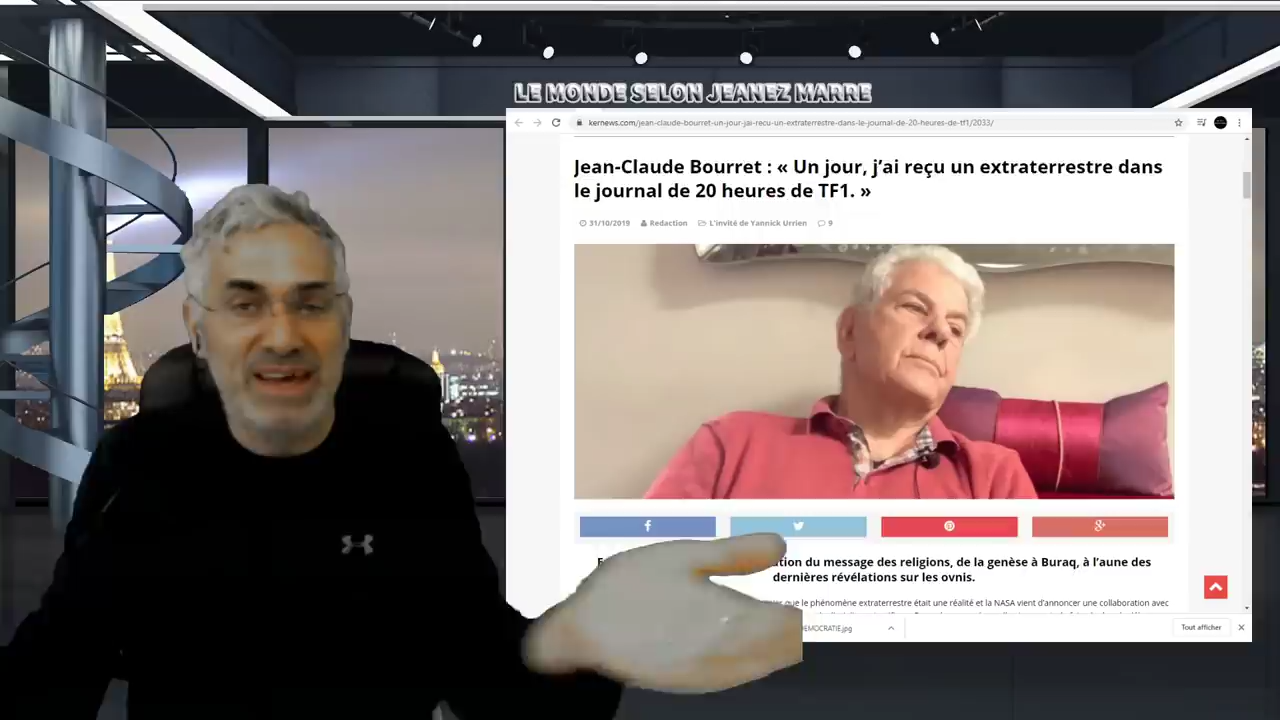 LE MONDE SELON JEANEZ MARRE
kernews.com/jean-claude-bourret-un-jour-jai-recu-un-extraterrestre-dans-le-journal-de-20-heures-de-tf1/2033/
Jean-Claude Bourret : « Un jour, j’ai reçu un extraterrestre dans
le journal de 20 heures de TF1. »
31/10/2019 Redaction L’invité de Yannick Urrien 9
du message des religions, de la genèse à Buraq, à l’aune des
dernières révélations sur les ovnis.
que le phénomène extraterrestre était une réalité et la NASA vient d’annoncer une collaboration avec
EMOCRATIE.jpg
Tout afficher